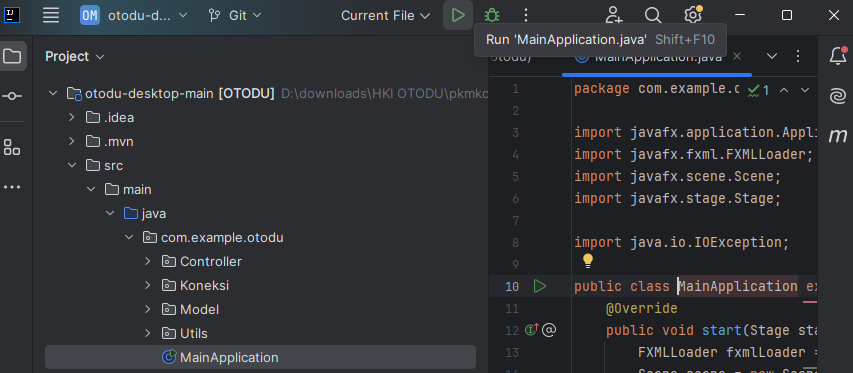 OM otodu-d... Git Current File
Run 'MainApplication.java' Shift+F10
Project
MainApplication.java
otodu-desktop-main [OTODU] D:\downloads\HKI OTODU\pkmkc
.idea
.mvn
src
main
java
com.example.otodu
Controller
Koneksi
Model
Utils
MainApplication
1 package com.example.c 1
2
3 import javafx.application.Appl
4 import javafx.fxml.FXMLLoader;
5 import javafx.scene.Scene;
6 import javafx.stage.Stage;
7
8 import java.io.IOException;
9
10 public class MainApplication ex
11 @Override
12 @ public void start(Stage sta
13 FXMLLoader fxmlLoader =
m